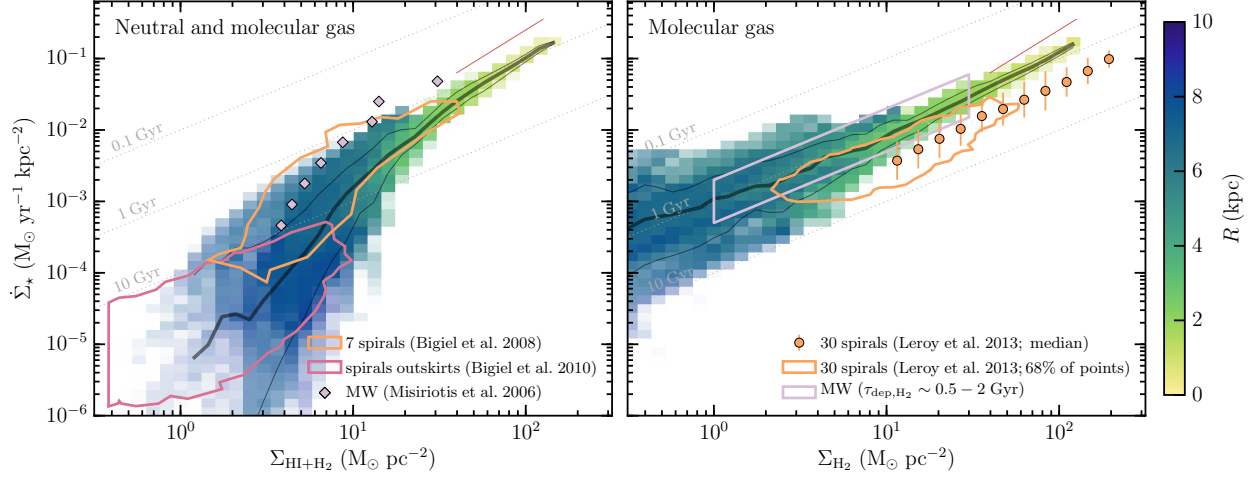 Neutral and molecular gas
Molecular gas
10⁻¹
10⁻²
10⁻³
10⁻⁴
10⁻⁵
10⁻⁶
Σ̇⋆ (M⊙ yr⁻¹ kpc⁻²)
0.1 Gyr
1 Gyr
10 Gyr
7 spirals (Bigiel et al. 2008)
spirals outskirts (Bigiel et al. 2010)
MW (Misiriotis et al. 2006)
10⁰ 10¹ 10²
Σ_HI+H₂ (M⊙ pc⁻²)
0.1 Gyr
1 Gyr
10 Gyr
30 spirals (Leroy et al. 2013; median)
30 spirals (Leroy et al. 2013; 68% of points)
MW (τ_dep,H₂ ∼ 0.5 − 2 Gyr)
10⁰ 10¹ 10²
Σ_H₂ (M⊙ pc⁻²)
10
8
6
4
2
0
R (kpc)